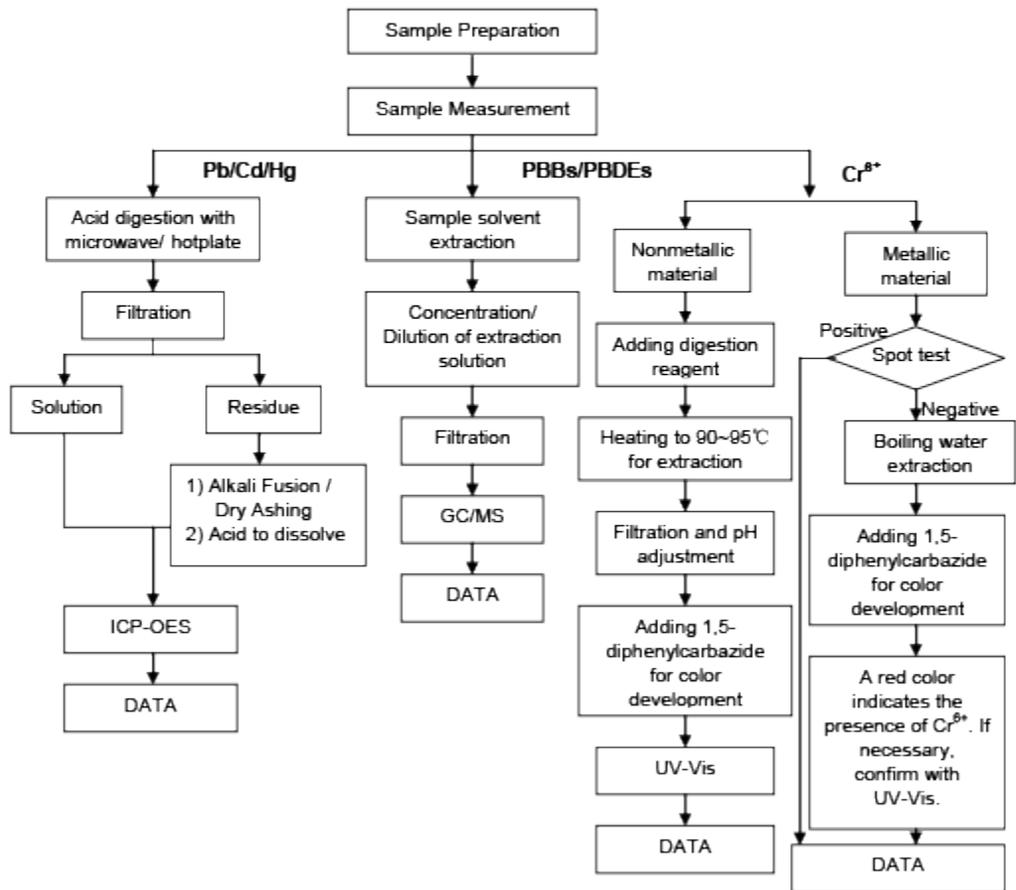 Sample Preparation
Sample Measurement
Pb/Cd/Hg
PBBs/PBDEs
Cr⁶⁺
Acid digestion with
microwave/ hotplate
Filtration
Solution
Residue
1) Alkali Fusion /
Dry Ashing
2) Acid to dissolve
ICP-OES
DATA
Sample solvent
extraction
Concentration/
Dilution of extraction
solution
Filtration
GC/MS
DATA
Nonmetallic
material
Adding digestion
reagent
Heating to 90~95℃
for extraction
Filtration and pH
adjustment
Adding 1,5-
diphenylcarbazide
for color
development
UV-Vis
DATA
Metallic
material
Positive
Spot test
Negative
Boiling water
extraction
Adding 1,5-
diphenylcarbazide
for color
development
A red color
indicates the
presence of Cr⁶⁺. If
necessary,
confirm with
UV-Vis.
DATA